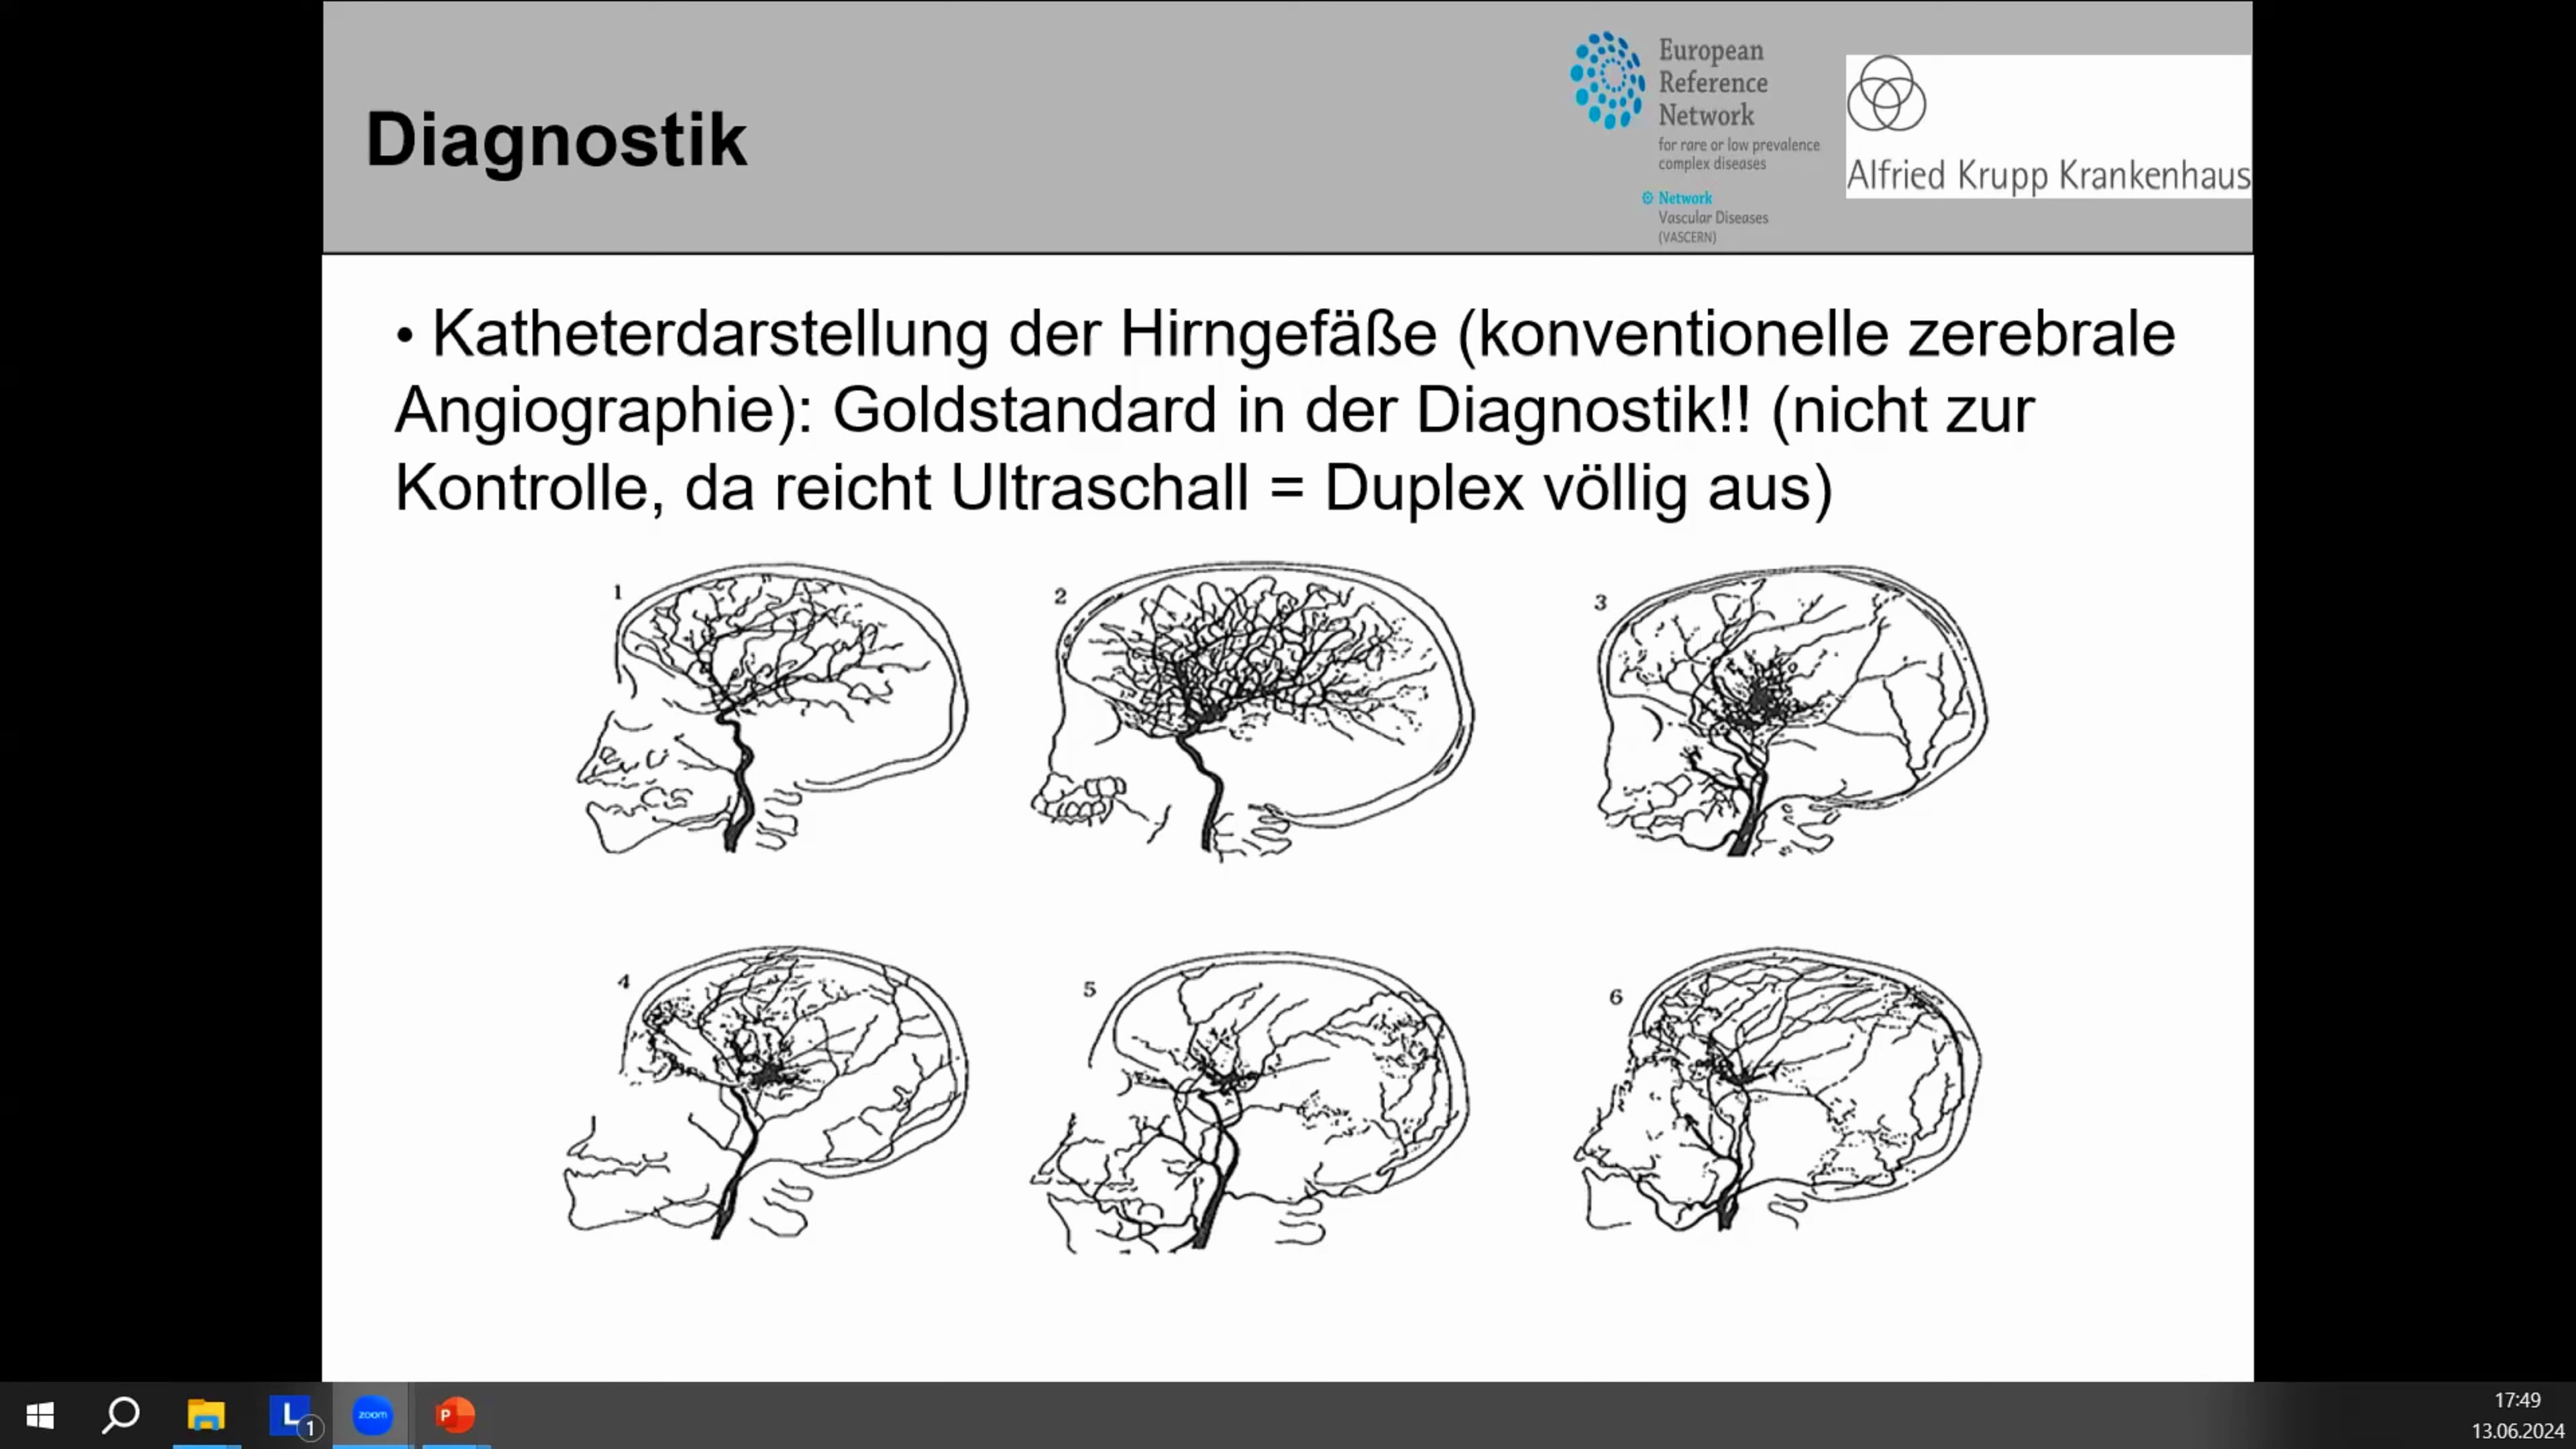 Diagnostik
European
Reference
Network
for rare or low prevalence
complex diseases
Network
Vascular Diseases
(VASCERN)
Alfried Krupp Krankenhaus
• Katheterdarstellung der Hirngefäße (konventionelle zerebrale
Angiographie): Goldstandard in der Diagnostik!! (nicht zur
Kontrolle, da reicht Ultraschall = Duplex völlig aus)
1
2
3
4
5
6
L
1
zoom
P
17:49
13.06.2024